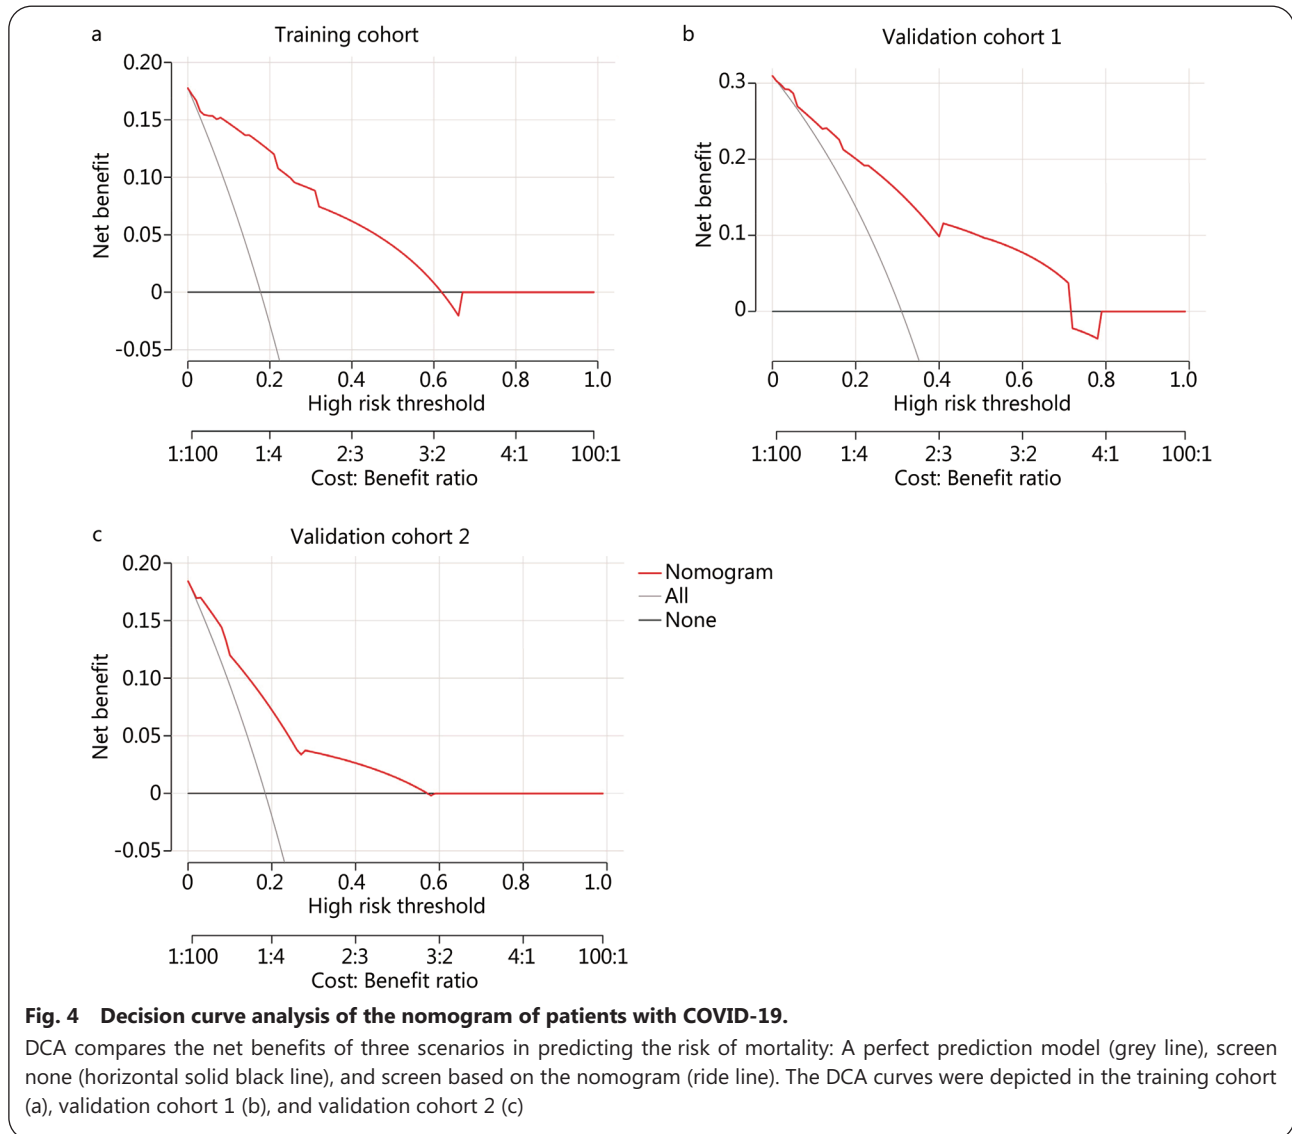 a
Training cohort
0.20
0.15
0.10
0.05
0
-0.05
Net benefit
0 0.2 0.4 0.6 0.8 1.0
High risk threshold
1:100 1:4 2:3 3:2 4:1 100:1
Cost: Benefit ratio
b
Validation cohort 1
0.3
0.2
0.1
0
Net benefit
0 0.2 0.4 0.6 0.8 1.0
High risk threshold
1:100 1:4 2:3 3:2 4:1 100:1
Cost: Benefit ratio
c
Validation cohort 2
0.20
0.15
0.10
0.05
0
-0.05
Net benefit
0 0.2 0.4 0.6 0.8 1.0
High risk threshold
1:100 1:4 2:3 3:2 4:1 100:1
Cost: Benefit ratio
Nomogram
All
None
Fig. 4 Decision curve analysis of the nomogram of patients with COVID-19.
DCA compares the net benefits of three scenarios in predicting the risk of mortality: A perfect prediction model (grey line), screen
none (horizontal solid black line), and screen based on the nomogram (ride line). The DCA curves were depicted in the training cohort
(a), validation cohort 1 (b), and validation cohort 2 (c)